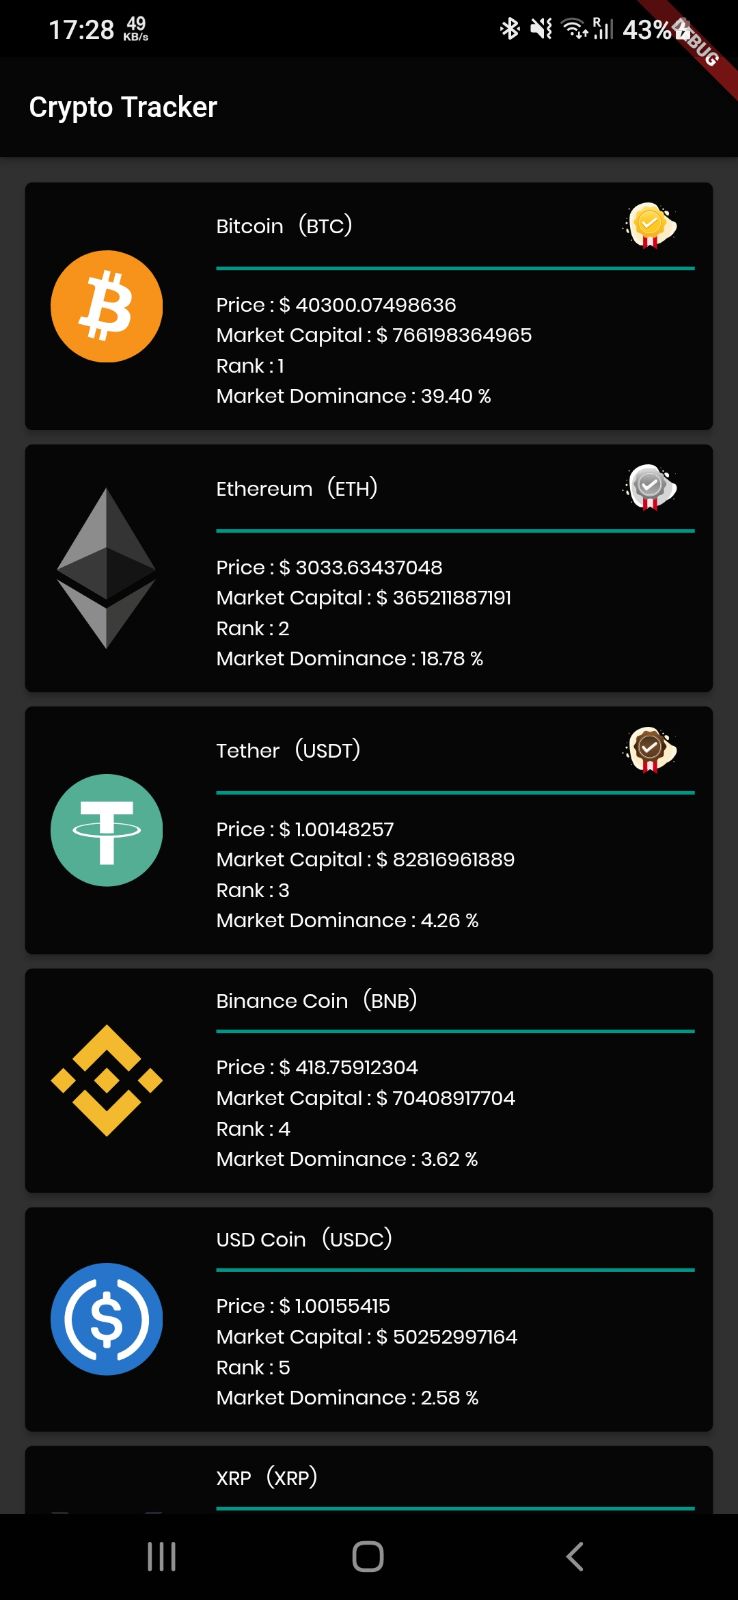 17:28 49 KB/s R 43%
DEBUG
Crypto Tracker
Bitcoin (BTC)
Price : $ 40300.07498636
Market Capital : $ 766198364965
Rank : 1
Market Dominance : 39.40 %
Ethereum (ETH)
Price : $ 3033.63437048
Market Capital : $ 365211887191
Rank : 2
Market Dominance : 18.78 %
Tether (USDT)
Price : $ 1.00148257
Market Capital : $ 82816961889
Rank : 3
Market Dominance : 4.26 %
Binance Coin (BNB)
Price : $ 418.75912304
Market Capital : $ 70408917704
Rank : 4
Market Dominance : 3.62 %
USD Coin (USDC)
Price : $ 1.00155415
Market Capital : $ 50252997164
Rank : 5
Market Dominance : 2.58 %
XRP (XRP)